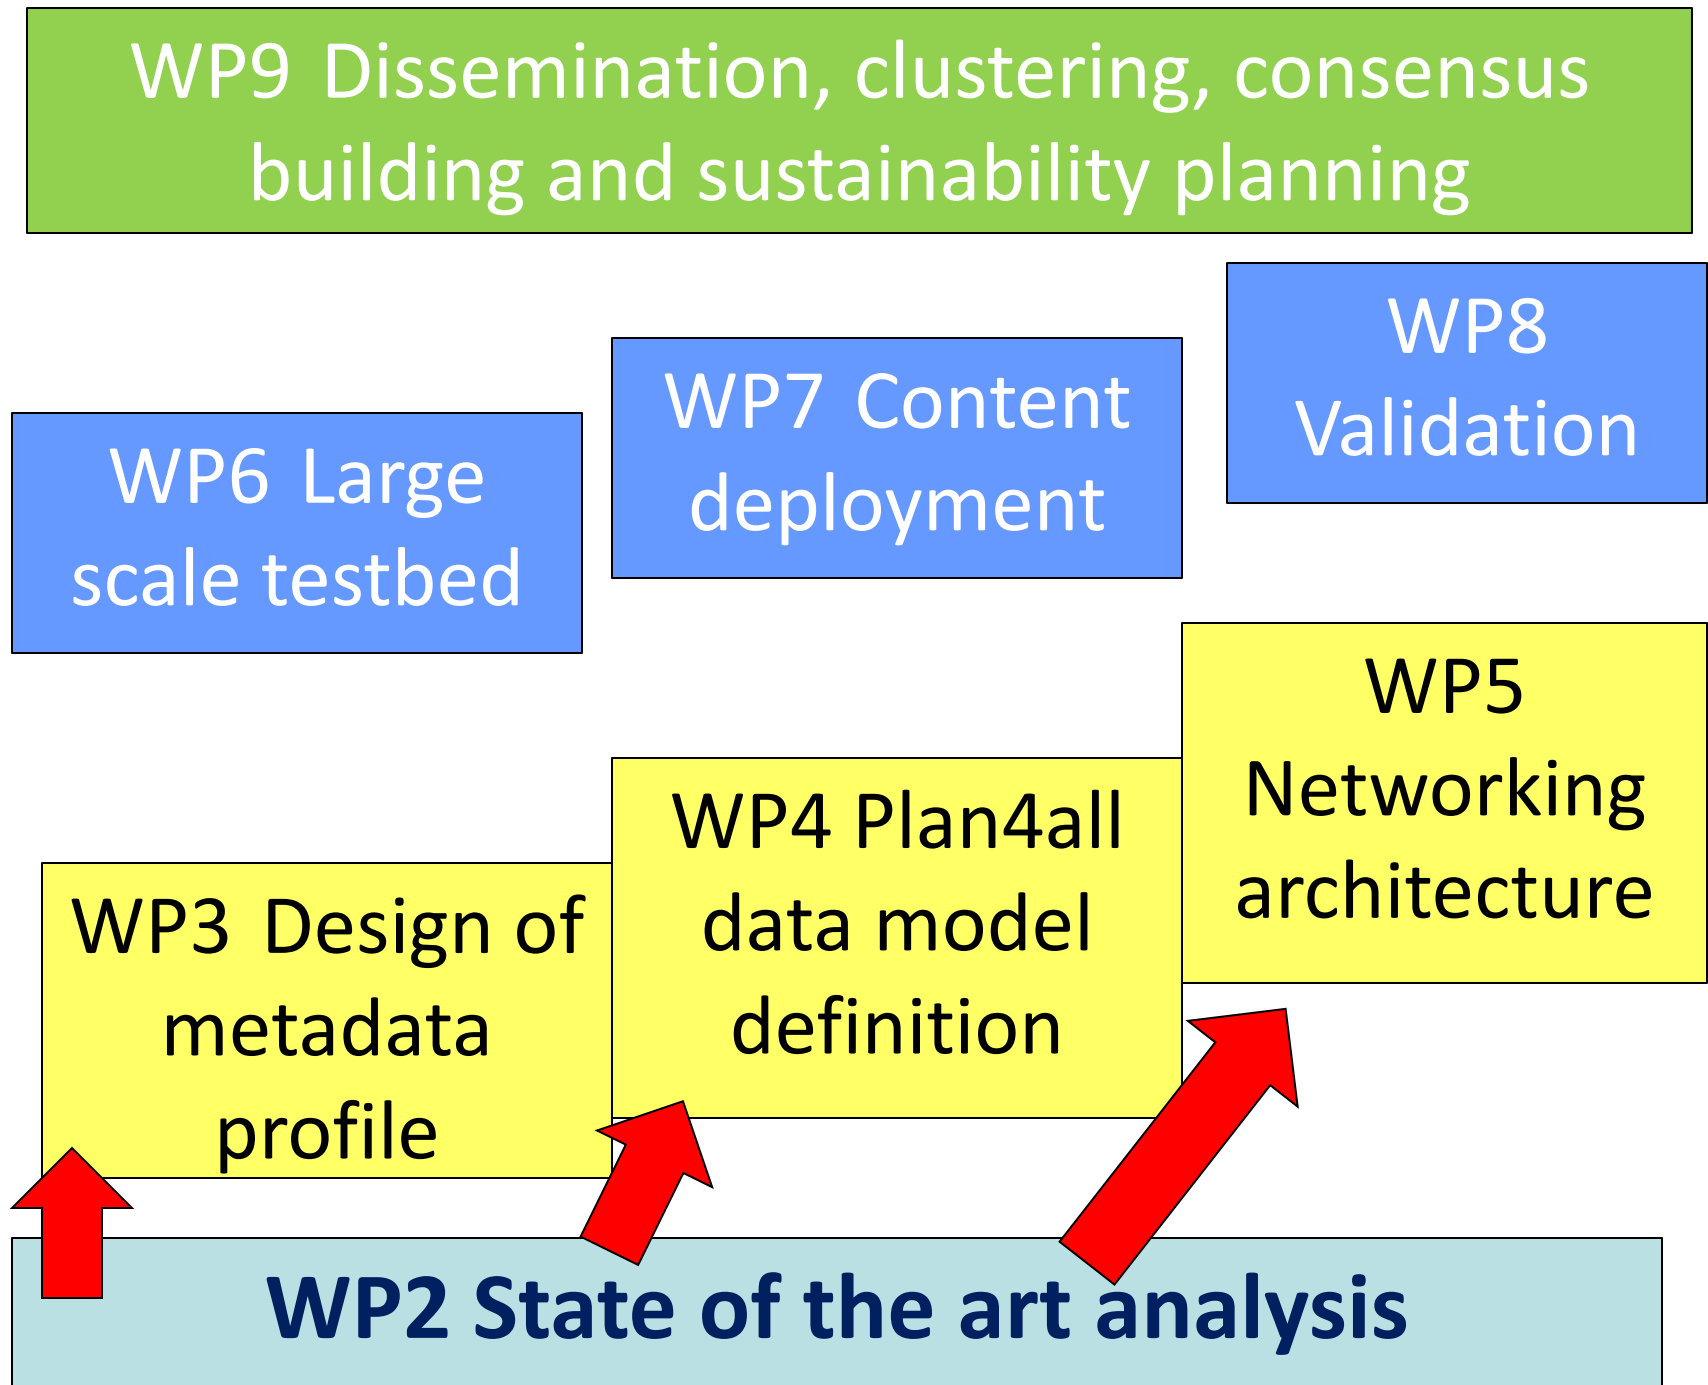 WP9 Dissemination, clustering, consensus
building and sustainability planning
WP8
Validation
WP7 Content
deployment
WP6 Large
scale testbed
WP5
Networking
architecture
WP4 Plan4all
data model
definition
WP3 Design of
metadata
profile
WP2 State of the art analysis